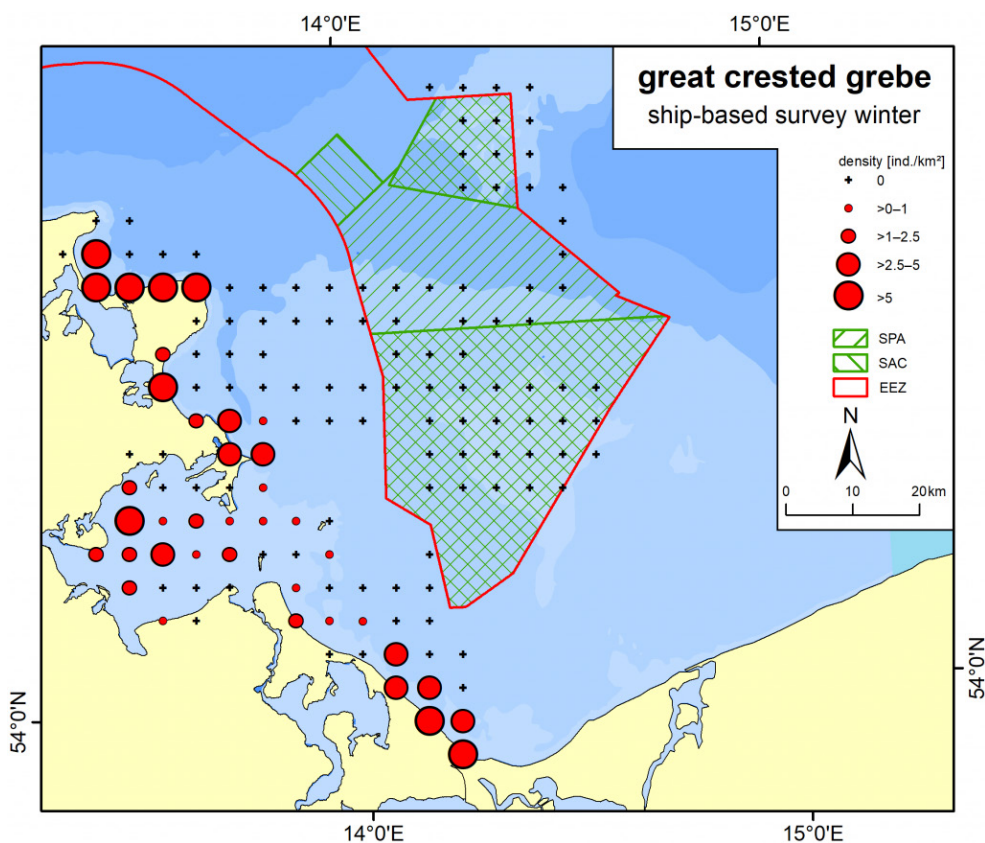 14°0'E
15°0'E
great crested grebe
ship-based survey winter
density [ind./km²]
0
>0–1
>1–2.5
>2.5–5
>5
SPA
SAC
EEZ
N
0
10
20km
54°0'N
54°0'N
14°0'E
15°0'E